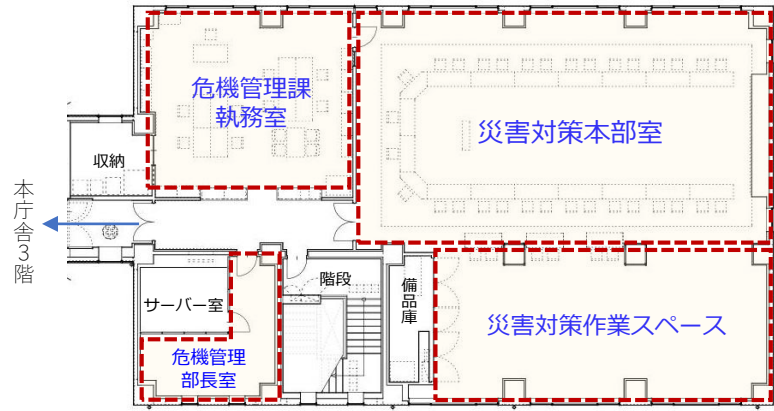 危機管理課
執務室
災害対策本部室
収納
本庁舎3階
サーバー室
階段
備品庫
危機管理
部長室
災害対策作業スペース